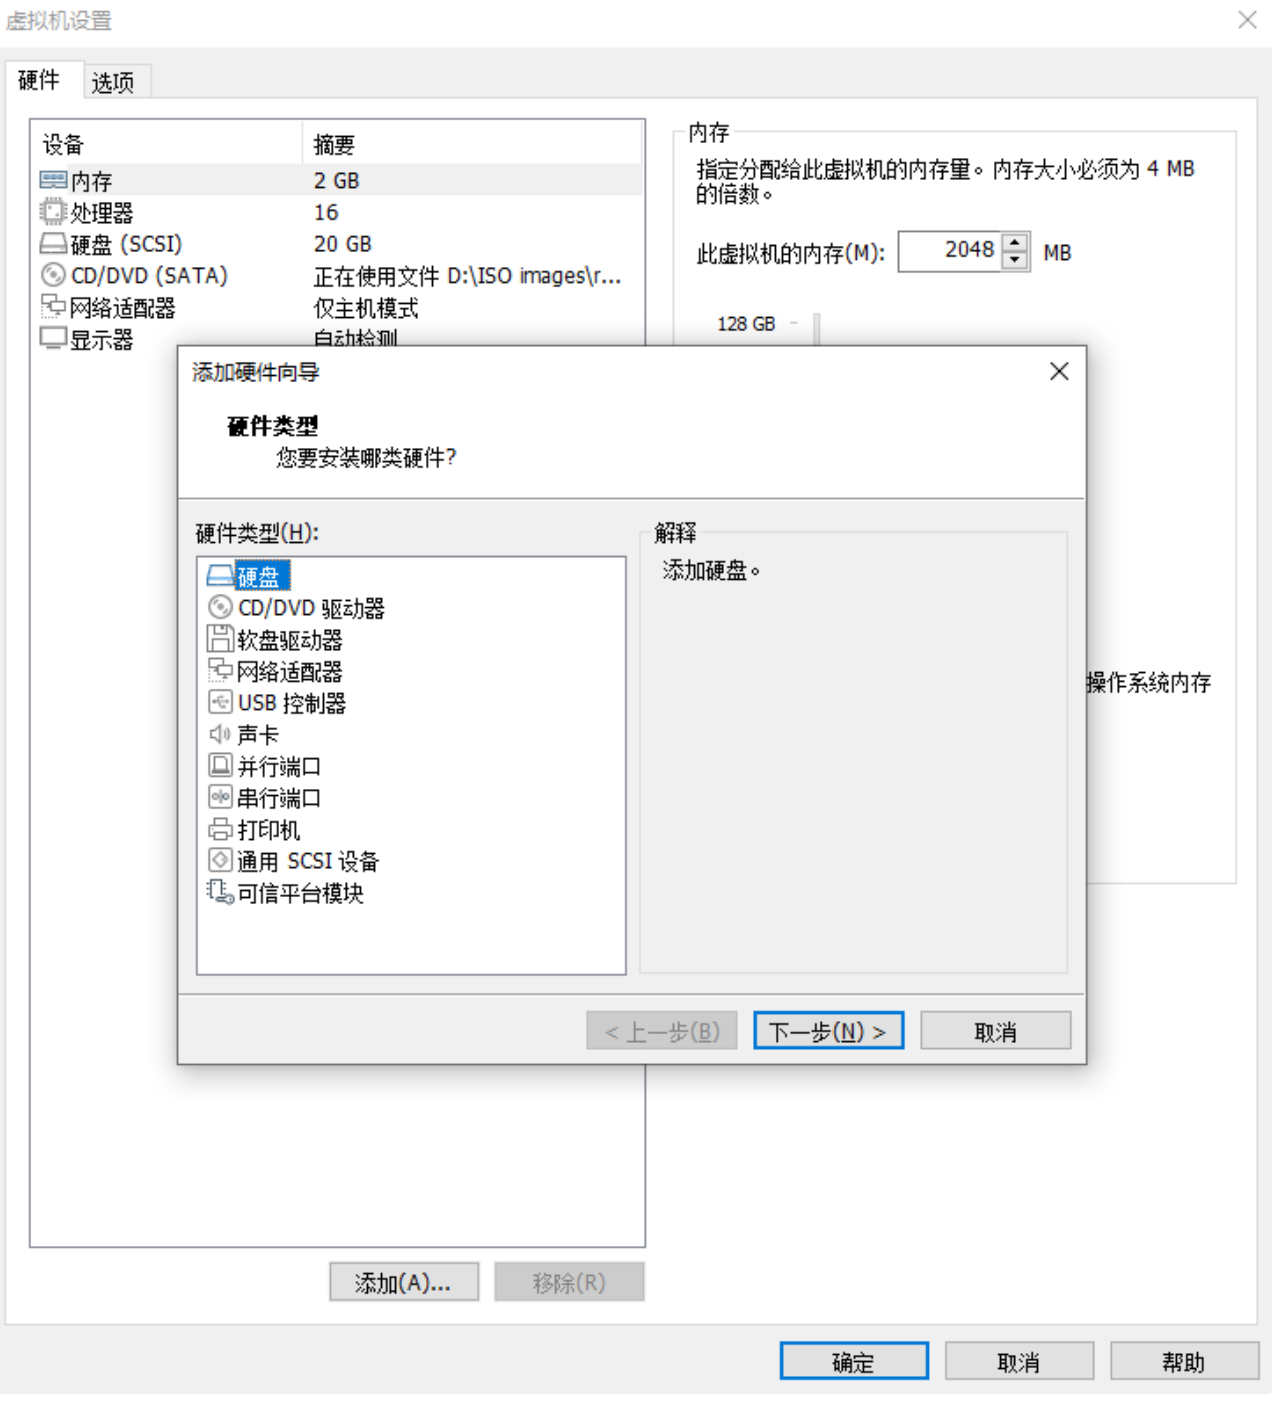 虚拟机设置
硬件
选项
设备 摘要
内存 2 GB
处理器 16
硬盘 (SCSI) 20 GB
CD/DVD (SATA) 正在使用文件 D:\ISO images\r...
网络适配器 仅主机模式
显示器 自动检测
内存
指定分配给此虚拟机的内存量。内存大小必须为 4 MB
的倍数。
此虚拟机的内存(M): 2048 MB
128 GB
操作系统内存
添加硬件向导
硬件类型
您要安装哪类硬件?
硬件类型(H):
硬盘
CD/DVD 驱动器
软盘驱动器
网络适配器
USB 控制器
声卡
并行端口
串行端口
打印机
通用 SCSI 设备
可信平台模块
解释
添加硬盘。
< 上一步(B) 下一步(N) > 取消
添加(A)... 移除(R)
确定 取消 帮助